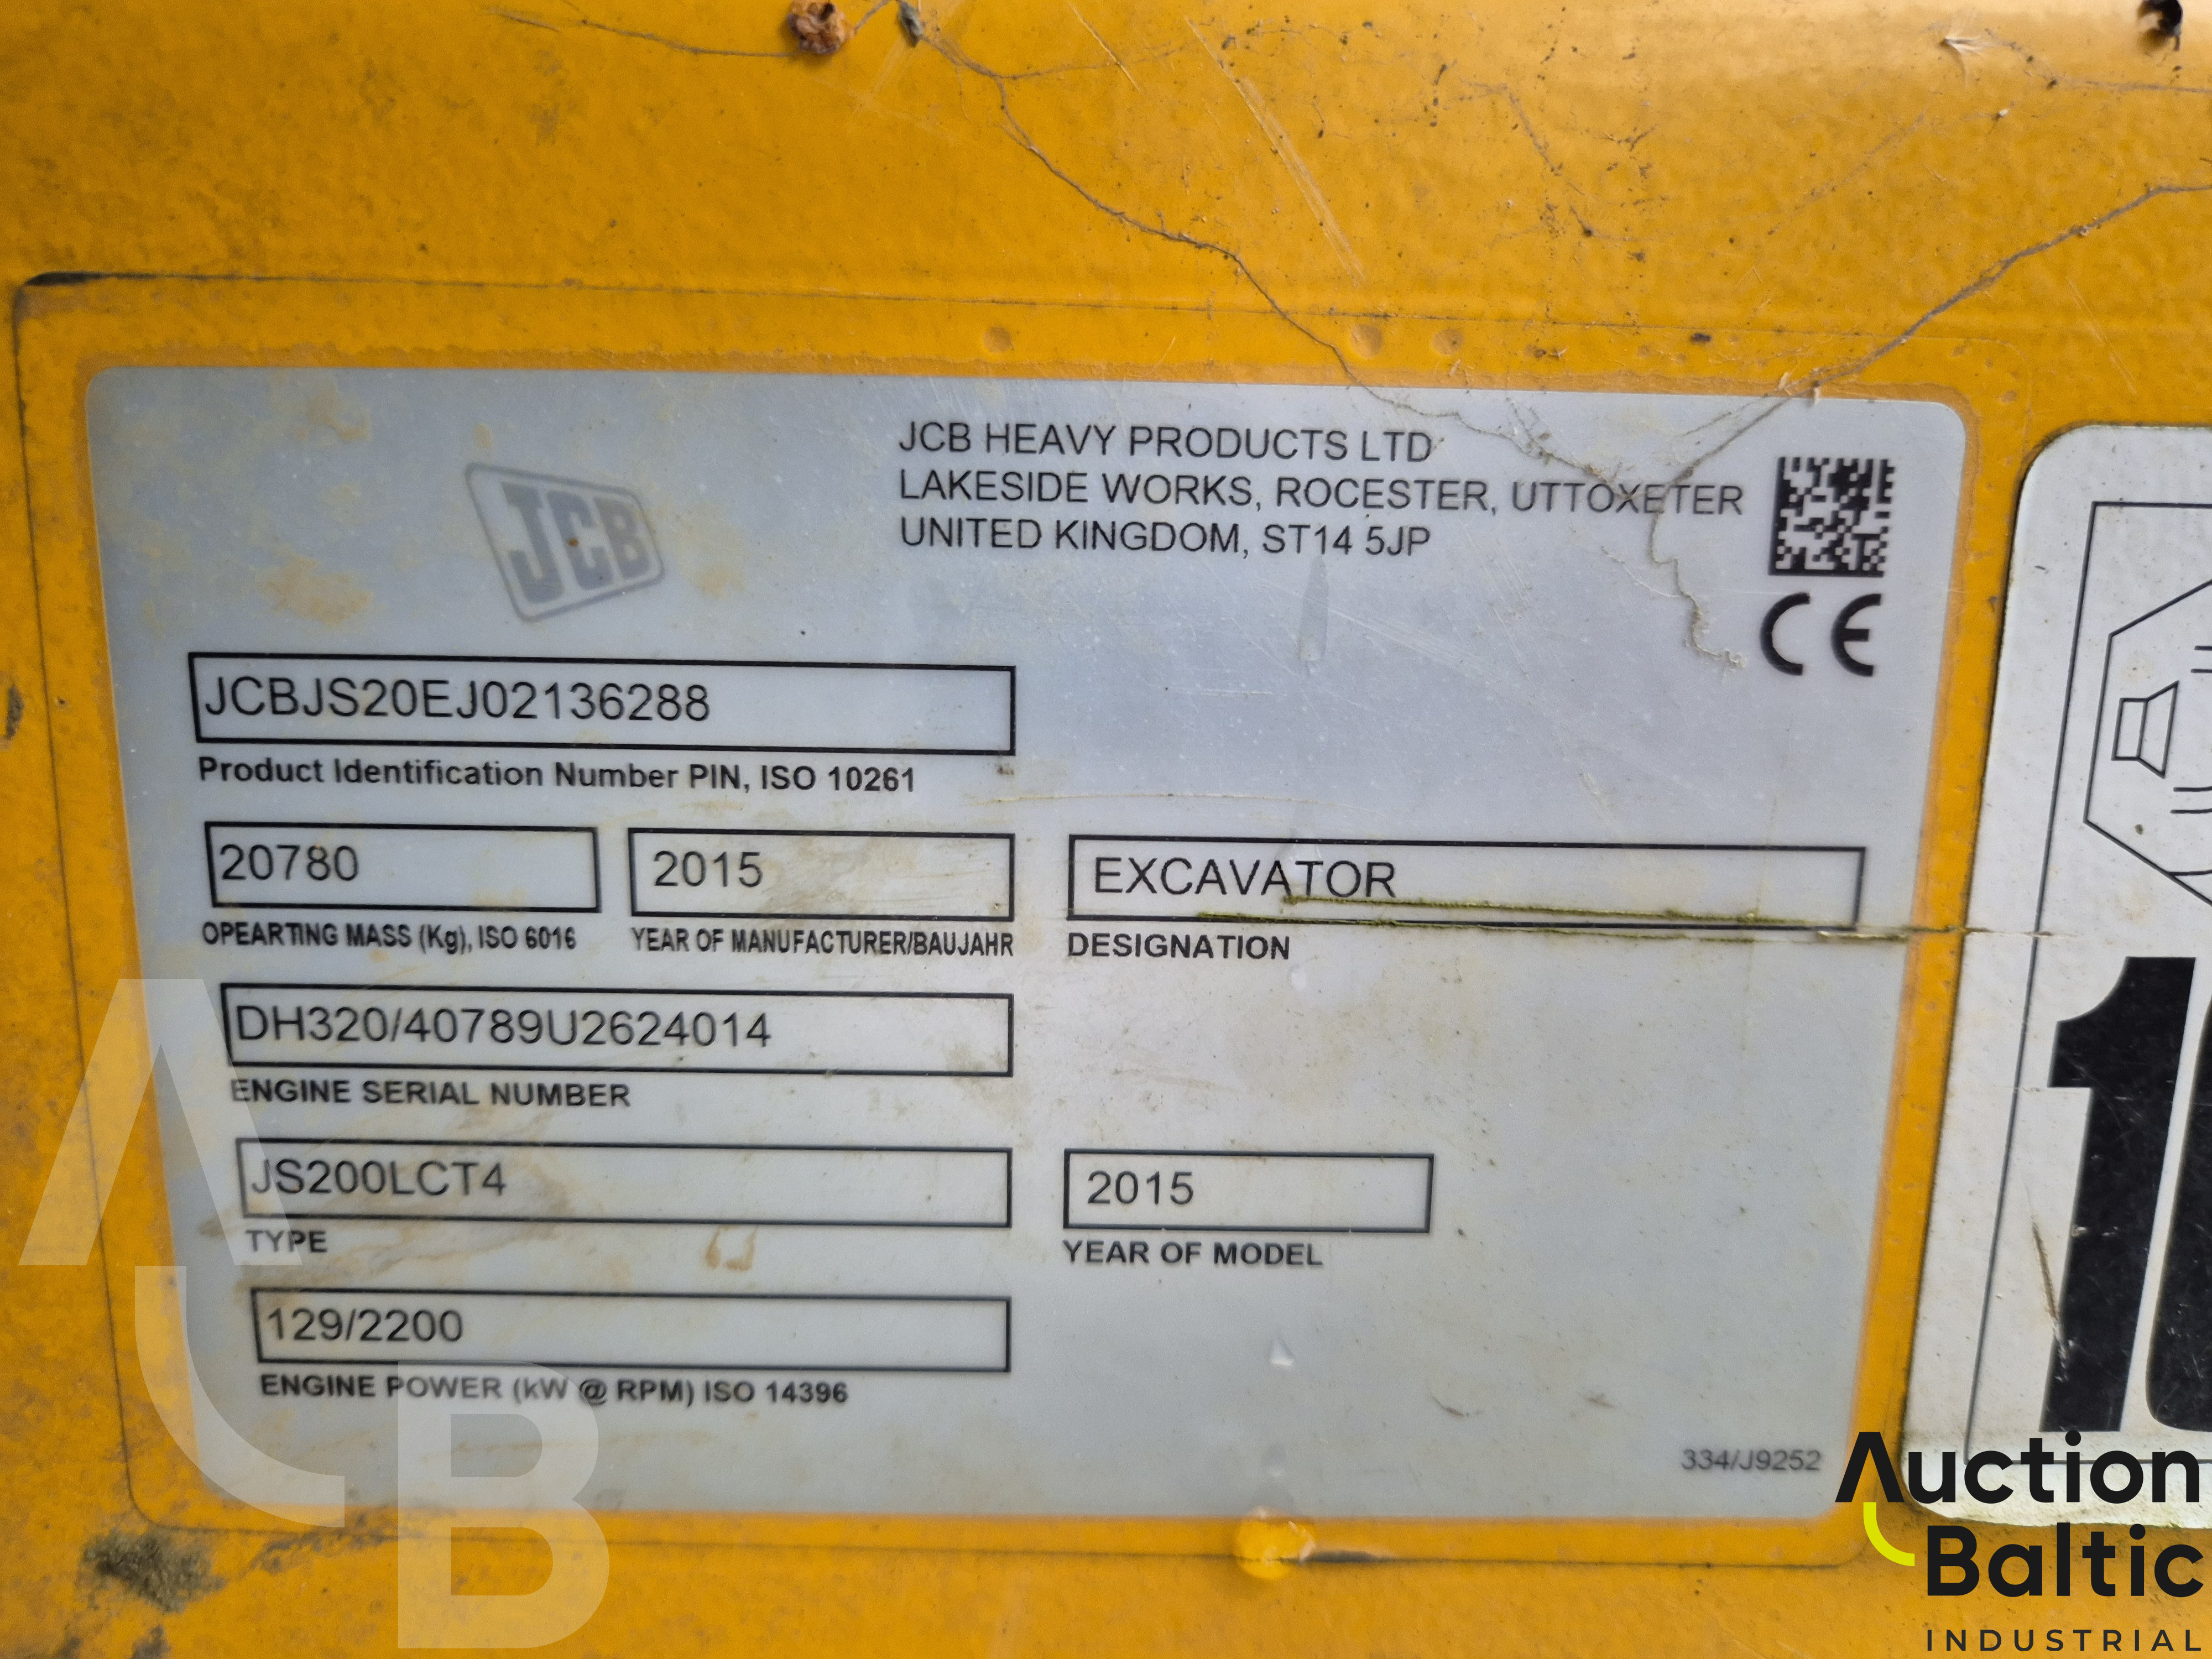 JCB
JCB HEAVY PRODUCTS LTD
LAKESIDE WORKS, ROCESTER, UTTOXETER
UNITED KINGDOM, ST14 5JP
CE
JCBJS20EJ02136288
Product Identification Number PIN, ISO 10261
20780
OPEARTING MASS (Kg), ISO 6016
2015
YEAR OF MANUFACTURER/BAUJAHR
EXCAVATOR
DESIGNATION
DH320/40789U2624014
ENGINE SERIAL NUMBER
JS200LCT4
TYPE
2015
YEAR OF MODEL
129/2200
ENGINE POWER (kW @ RPM) ISO 14396
334/J9252
AB
Auction
Baltic
INDUSTRIAL